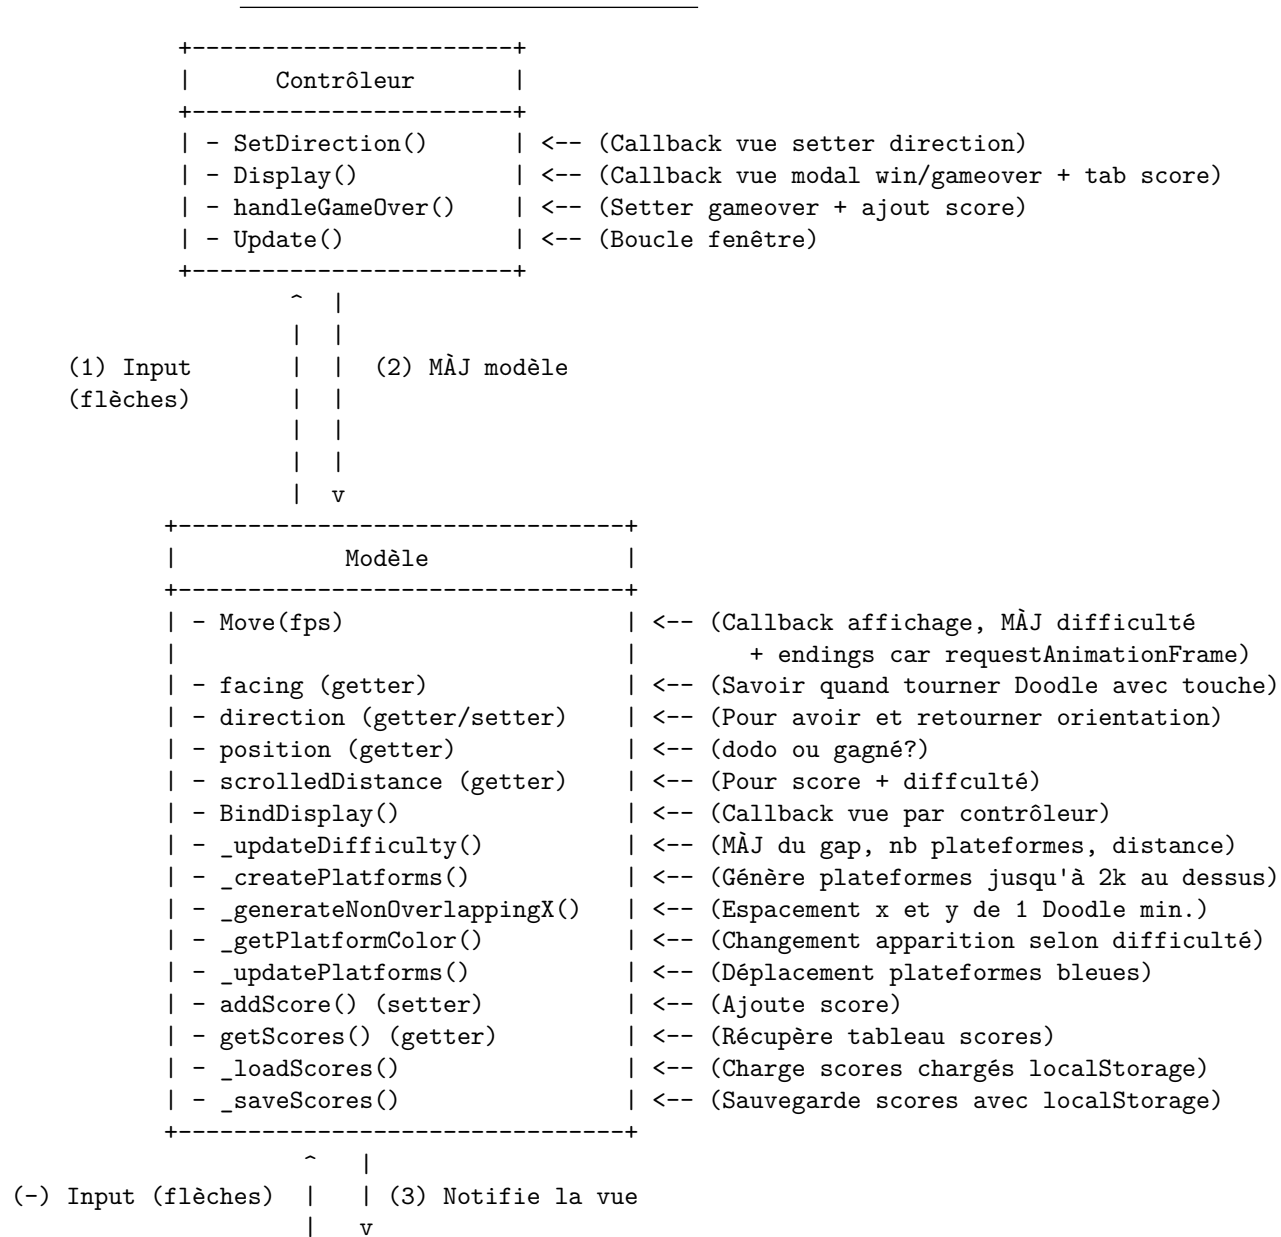 +-----------------------+
|      Contrôleur       |
+-----------------------+
| - SetDirection()      | <-- (Callback vue setter direction)
| - Display()           | <-- (Callback vue modal win/gameover + tab score)
| - handleGameOver()    | <-- (Setter gameover + ajout score)
| - Update()            | <-- (Boucle fenêtre)
+-----------------------+
^  |
|  |
(1) Input       |  |  (2) MÀJ modèle
(flèches)       |  |
|  |
|  |
|  v
+--------------------------------+
|            Modèle              |
+--------------------------------+
| - Move(fps)                    | <-- (Callback affichage, MÀJ difficulté
|                                |        + endings car requestAnimationFrame)
| - facing (getter)              | <-- (Savoir quand tourner Doodle avec touche)
| - direction (getter/setter)    | <-- (Pour avoir et retourner orientation)
| - position (getter)            | <-- (dodo ou gagné?)
| - scrolledDistance (getter)    | <-- (Pour score + diffculté)
| - BindDisplay()                | <-- (Callback vue par contrôleur)
| - _updateDifficulty()          | <-- (MÀJ du gap, nb plateformes, distance)
| - _createPlatforms()           | <-- (Génère plateformes jusqu'à 2k au dessus)
| - _generateNonOverlappingX()   | <-- (Espacement x et y de 1 Doodle min.)
| - _getPlatformColor()          | <-- (Changement apparition selon difficulté)
| - _updatePlatforms()           | <-- (Déplacement plateformes bleues)
| - addScore() (setter)          | <-- (Ajoute score)
| - getScores() (getter)         | <-- (Récupère tableau scores)
| - _loadScores()                | <-- (Charge scores chargés localStorage)
| - _saveScores()                | <-- (Sauvegarde scores avec localStorage)
+--------------------------------+
^   |
(-) Input (flèches)  |   | (3) Notifie la vue
|   v